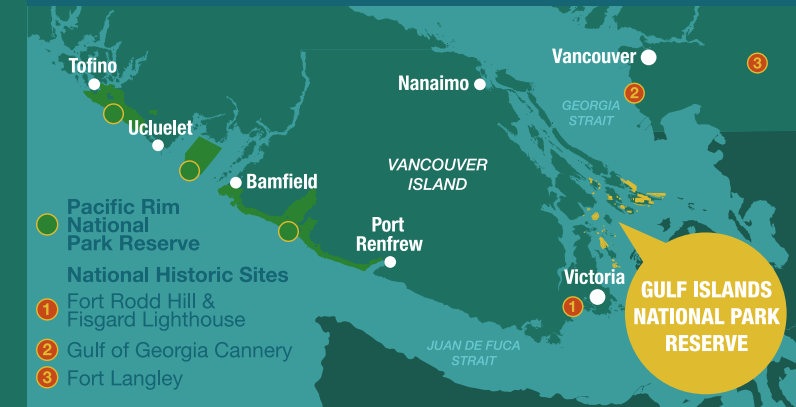 Tofino
Ucluelet
Bamfield
Port
Renfrew
Nanaimo
VANCOUVER
ISLAND
Vancouver
3
2
GEORGIA
STRAIT
Victoria
1
JUAN DE FUCA
STRAIT
GULF ISLANDS
NATIONAL PARK
RESERVE
Pacific Rim
National
Park Reserve
National Historic Sites
1 Fort Rodd Hill &
Fisgard Lighthouse
2 Gulf of Georgia Cannery
3 Fort Langley